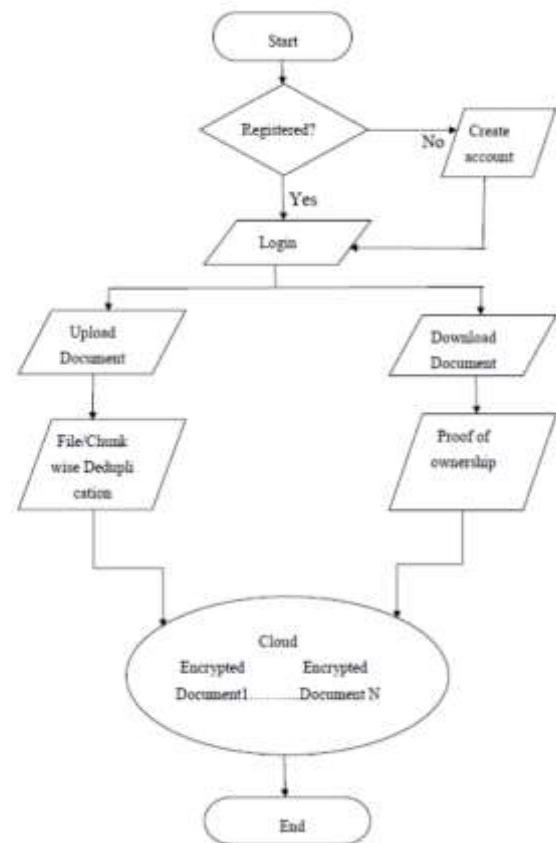 Start
Registered?
No
Create
account
Yes
Login
Upload
Document
Download
Document
File/Chunk
wise Dedupli
cation
Proof of
ownership
Cloud
Encrypted Encrypted
Document1...........Document N
End